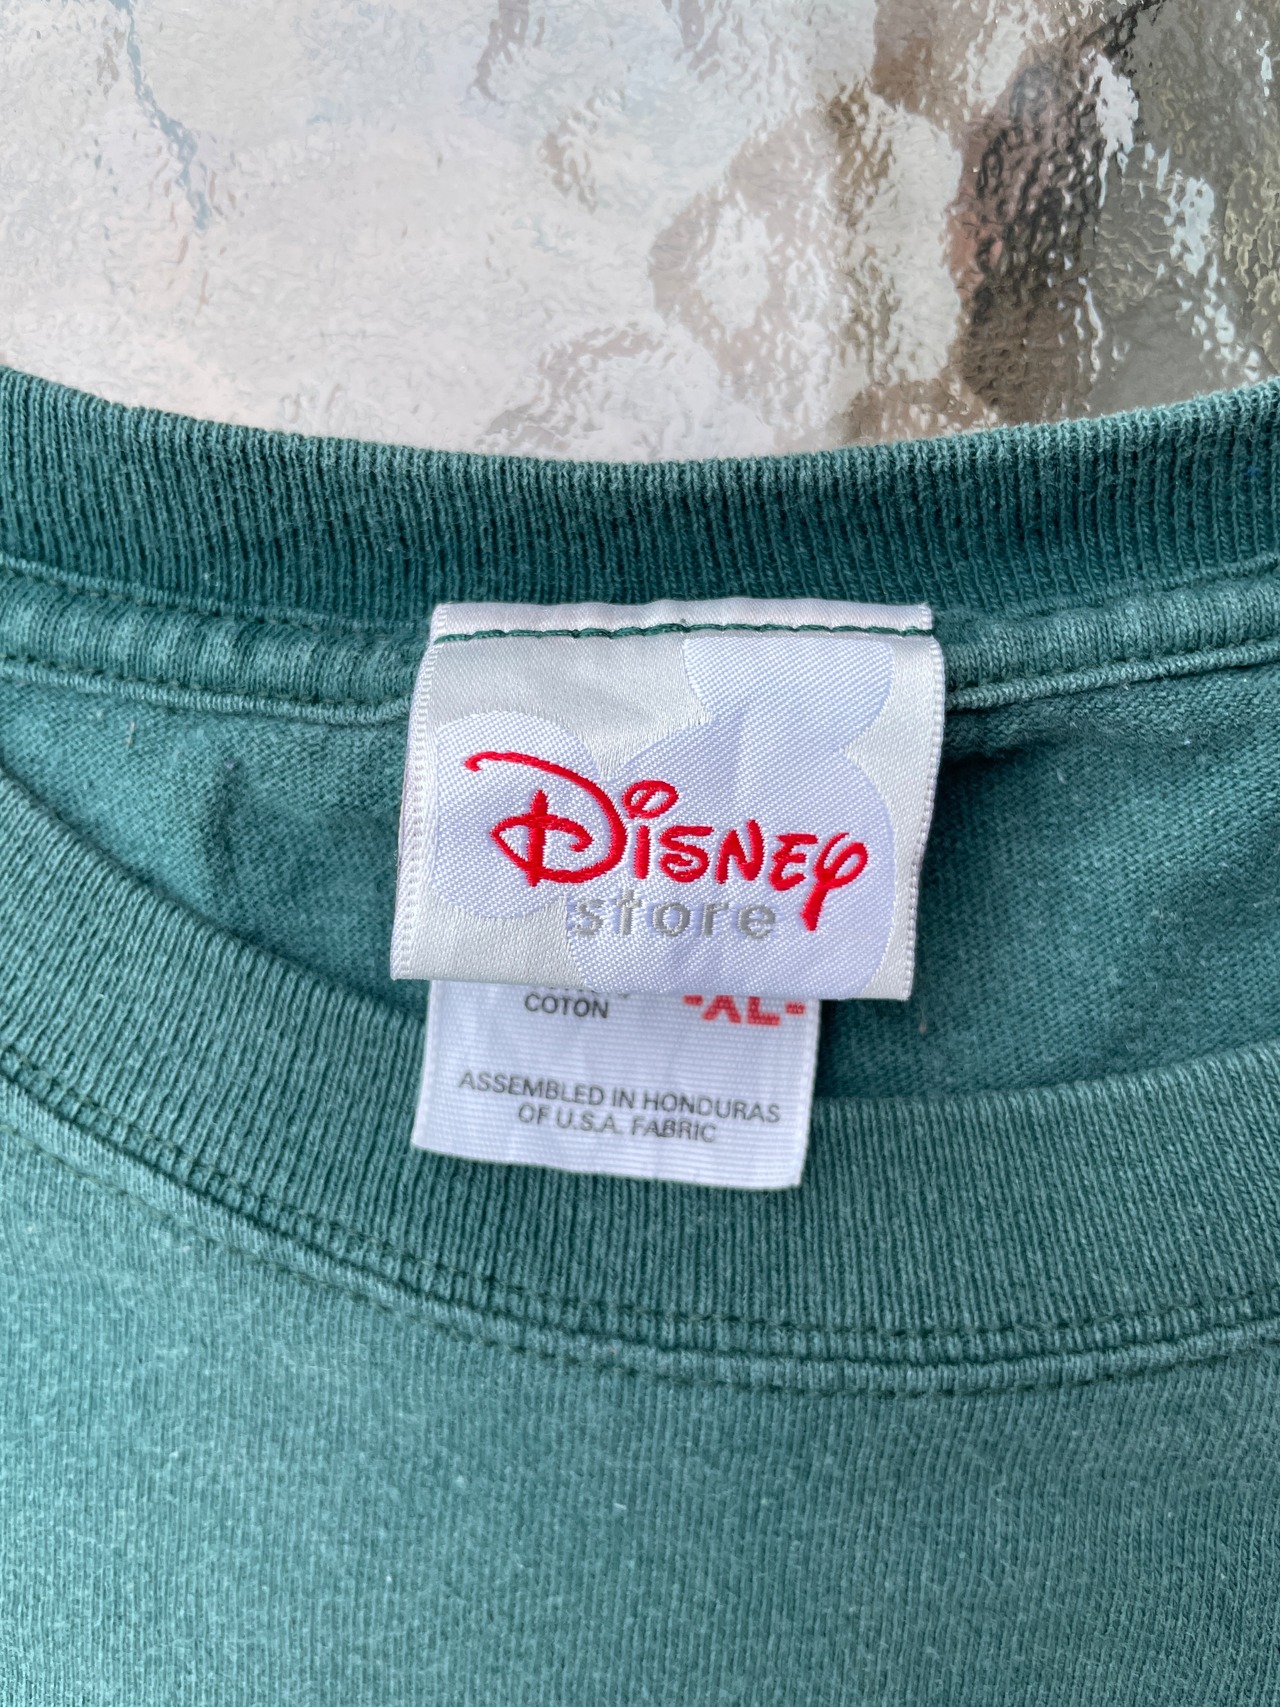 Disney
store
COTON
-XL-
ASSEMBLED IN HONDURAS
OF U.S.A. FABRIC